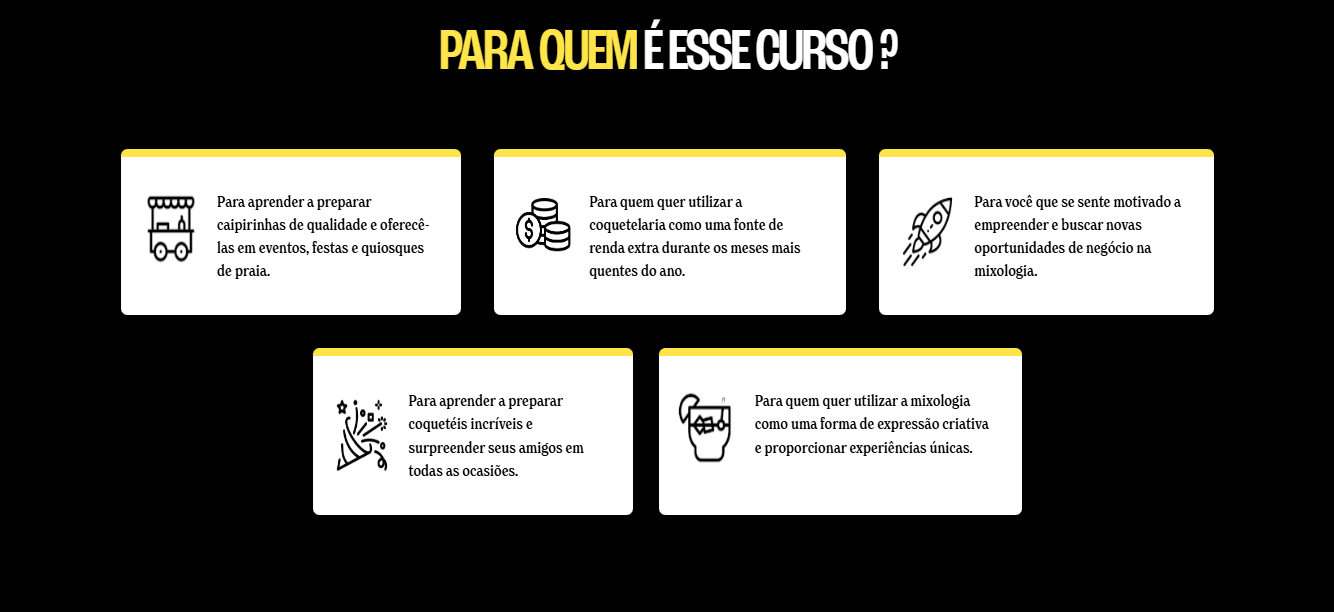 PARA QUEM É ESSE CURSO ?
Para aprender a preparar
caipirinhas de qualidade e oferecê-
las em eventos, festas e quiosques
de praia.
Para quem quer utilizar a
coquetelaria como uma fonte de
renda extra durante os meses mais
quentes do ano.
Para você que se sente motivado a
empreender e buscar novas
oportunidades de negócio na
mixologia.
Para aprender a preparar
coquetéis incríveis e
surpreender seus amigos em
todas as ocasiões.
Para quem quer utilizar a mixologia
como uma forma de expressão criativa
e proporcionar experiências únicas.